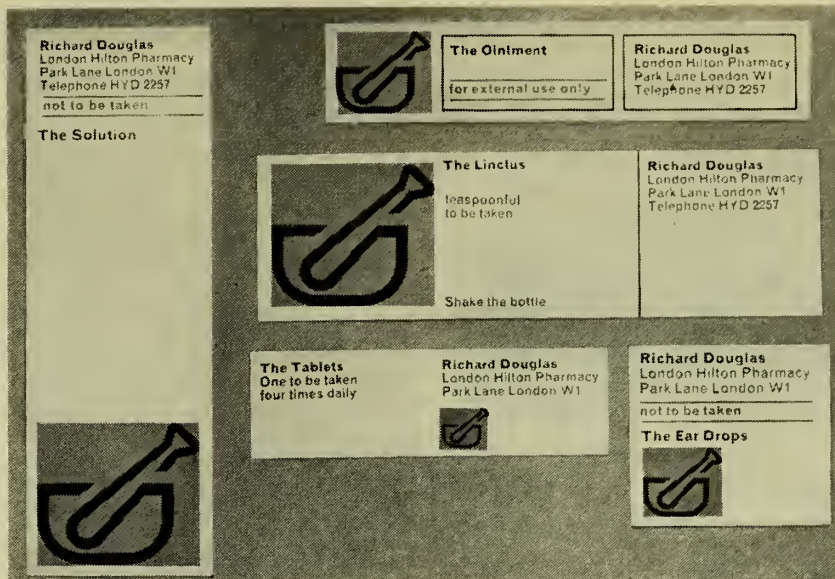 Richard Douglas
London Hilton Pharmacy
Park Lane London W1
Telephone HYD 2257
not to be taken
The Solution
The Ointment
for external use only
Richard Douglas
London Hilton Pharmacy
Park Lane London W1
Telephone HYD 2257
The Linctus
teaspoonful
to be taken
Shake the bottle
Richard Douglas
London Hilton Pharmacy
Park Lane London W1
Telephone HYD 2257
The Tablets
One to be taken
four times daily
Richard Douglas
London Hilton Pharmacy
Park Lane London W1
Richard Douglas
London Hilton Pharmacy
Park Lane London W1
not to be taken
The Ear Drops